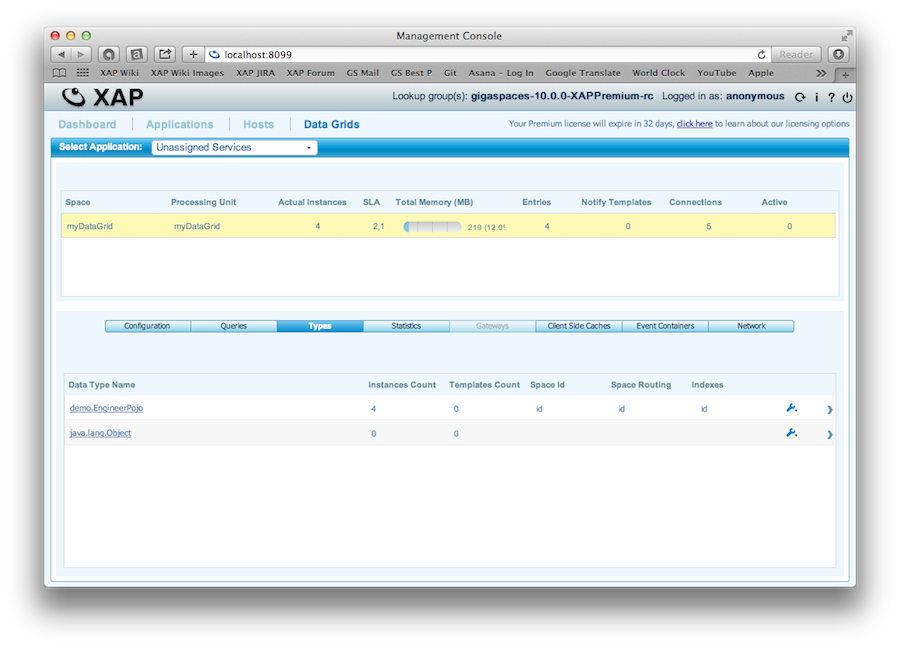 Management Console
localhost:8099
Reader
XAP Wiki XAP Wiki Images XAP JIRA XAP Forum GS Mail GS Best P Git Asana - Log In Google Translate World Clock YouTube Apple
XAP
Lookup group(s): gigaspaces-10.0.0-XAPPremium-rc Logged in as: anonymous
Dashboard Applications Hosts Data Grids
Your Premium license will expire in 32 days, click here to learn about our licensing options
Select Application: Unassigned Services
Space Processing Unit Actual Instances SLA Total Memory (MB) Entries Notify Templates Connections Active
myDataGrid myDataGrid 4 2,1 219 (12.0% 4 0 5 0
Configuration Queries Types Statistics Gateways Client Side Caches Event Containers Network
Data Type Name Instances Count Templates Count Space Id Space Routing Indexes
demo.EngineerPojo 4 0 id id id
java.lang.Object 0 0